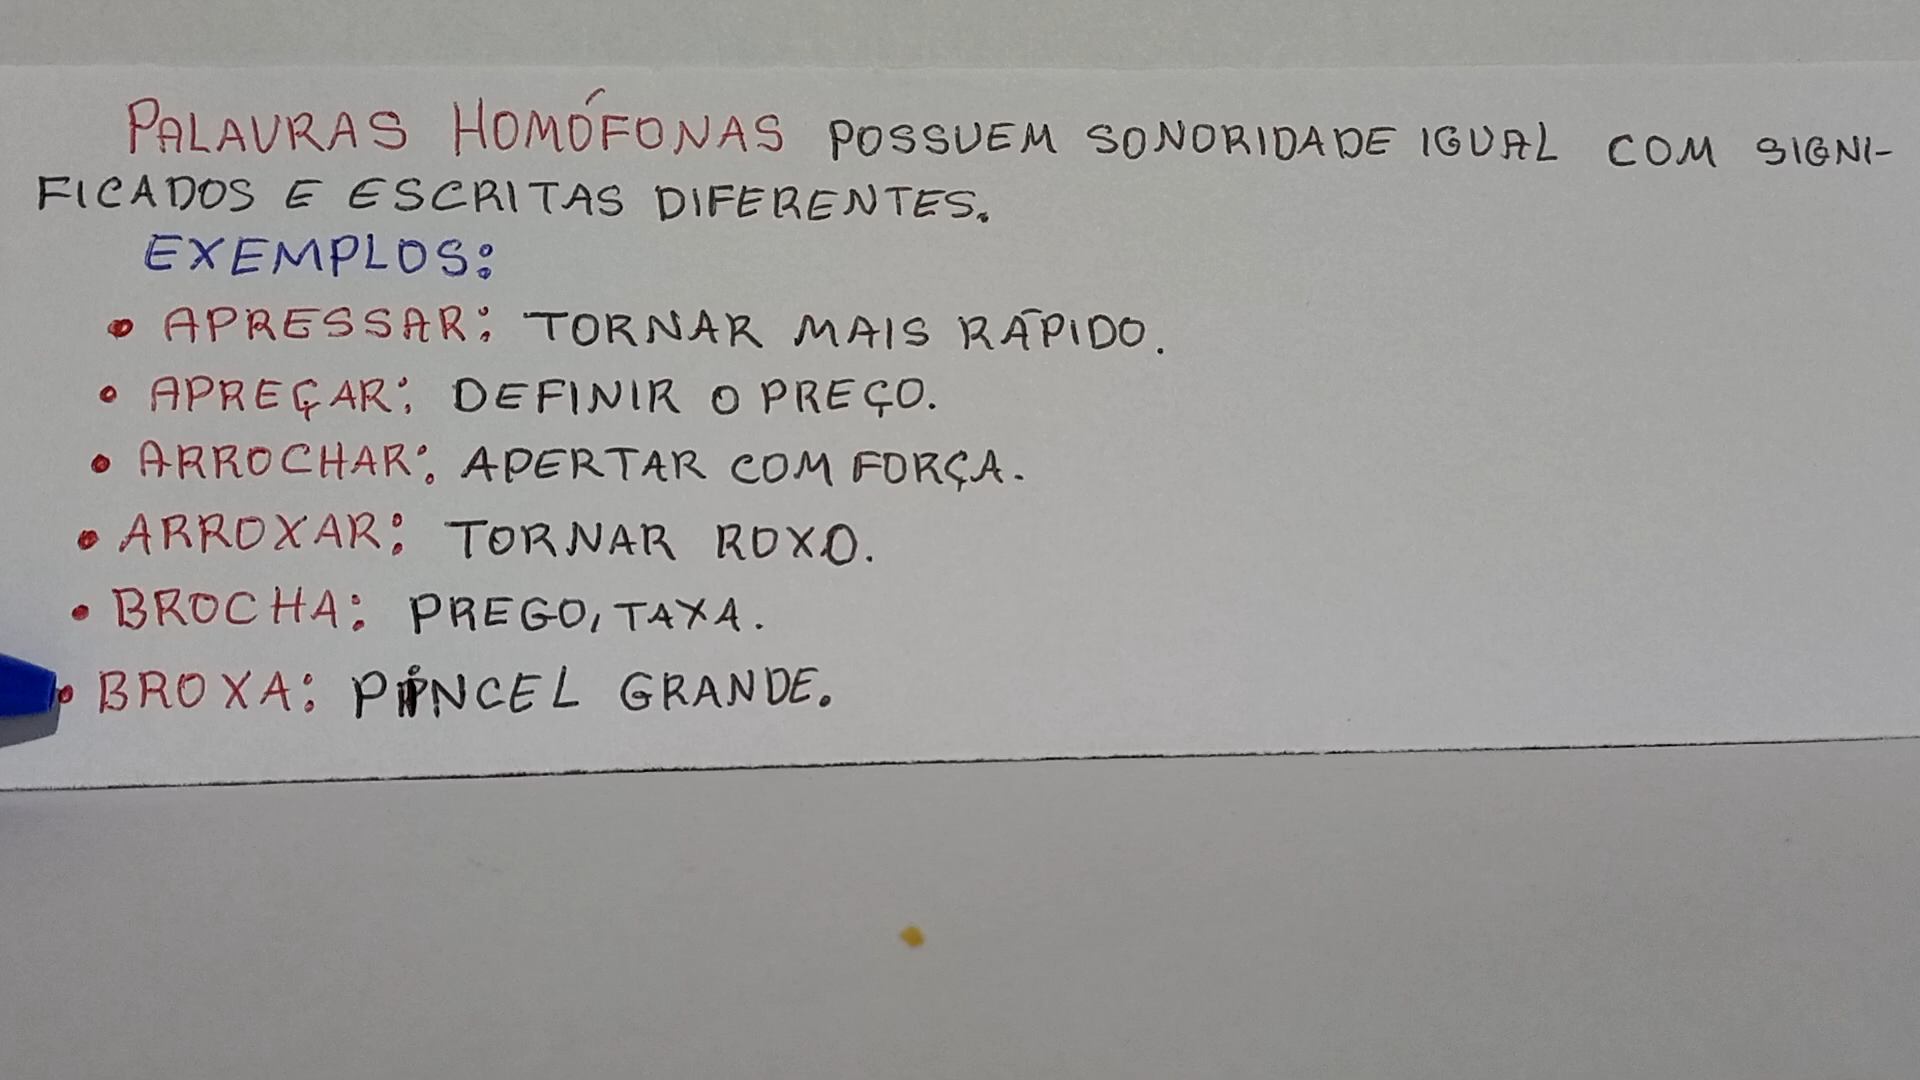 PALAVRAS HOMÓFONAS POSSUEM SONORIDADE IGUAL COM SIGNI-
FICADOS E ESCRITAS DIFERENTES.
EXEMPLOS:
• APRESSAR: TORNAR MAIS RÁPIDO.
• APREÇAR: DEFINIR O PREÇO.
• ARROCHAR: APERTAR COM FORÇA.
• ARROXAR: TORNAR ROXO.
• BROCHA: PREGO, TAXA.
• BROXA: PINCEL GRANDE.